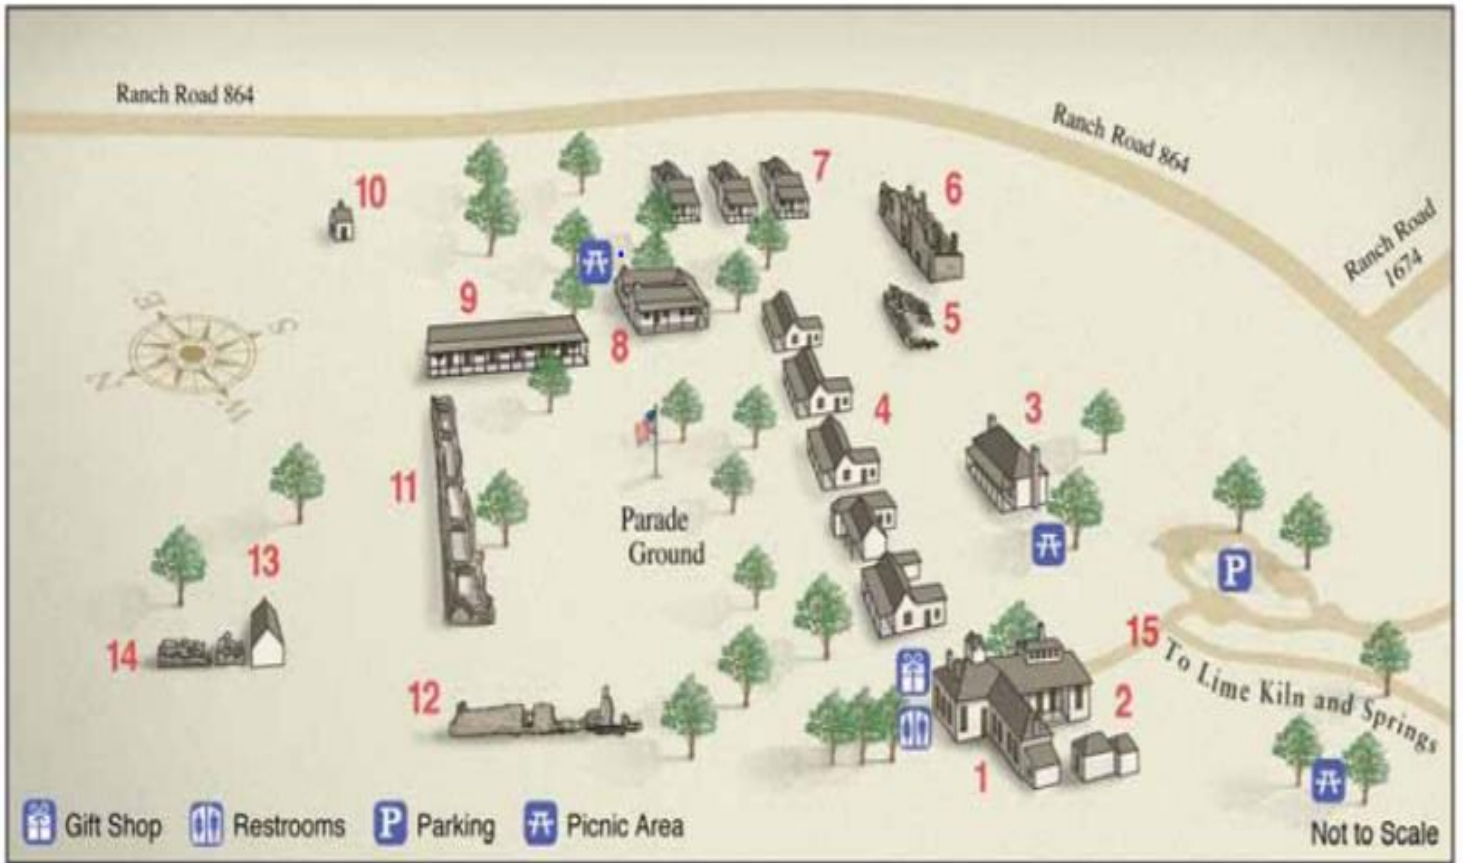 Ranch Road 864
Ranch Road 864
Ranch Road
1674
10
7
6
E
S
N
W
9
8
5
4
3
11
Parade
Ground
13
14
15
To Lime Kiln and Springs
12
2
1
P
Gift Shop
Restrooms
P
Parking
Picnic Area
Not to Scale